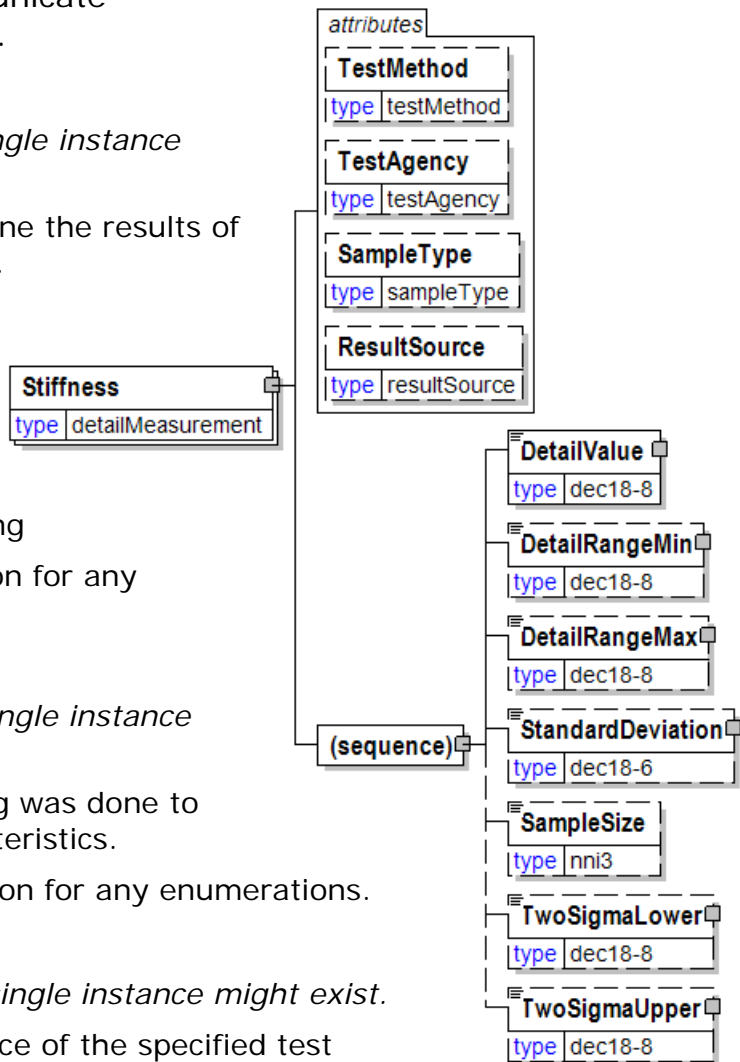 .
ngle instance
ne the results of
.
ng
on for any
ngle instance
g was done to
teristics.
on for any enumerations.
single instance might exist.
ce of the specified test
Stiffness
type detailMeasurement
attributes
TestMethod
type testMethod
TestAgency
type testAgency
SampleType
type sampleType
ResultSource
type resultSource
(sequence)
DetailValue
type dec18-8
DetailRangeMin
type dec18-8
DetailRangeMax
type dec18-8
StandardDeviation
type dec18-6
SampleSize
type nni3
TwoSigmaLower
type dec18-8
TwoSigmaUpper
type dec18-8